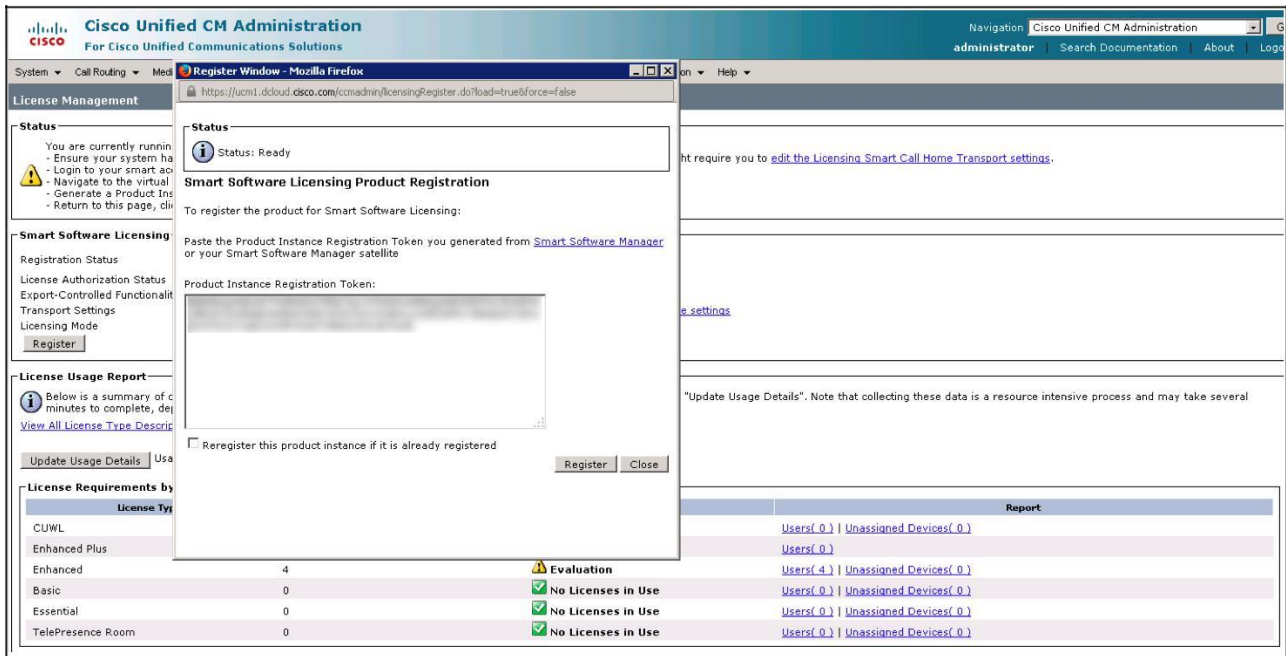 Cisco Unified CM Administration
For Cisco Unified Communications Solutions
CISCO
Navigation Cisco Unified CM Administration G
administrator | Search Documentation | About | Logo
System Call Routing Medi on Help
License Management
Status
You are currently runnin
- Ensure your system ha
- Login to your smart ac
- Navigate to the virtual
- Generate a Product Ins
- Return to this page, cli
ht require you to edit the Licensing Smart Call Home Transport settings.
Smart Software Licensing
Registration Status
License Authorization Status
Export-Controlled Functionalit
Transport Settings
e settings
Licensing Mode
Register
License Usage Report
Below is a summary of c
minutes to complete, dep
"Update Usage Details". Note that collecting these data is a resource intensive process and may take several
View All License Type Descrip
Update Usage Details Usa
License Requirements by
License Typ Report
CUWL Users( 0 ) | Unassigned Devices( 0 )
Enhanced Plus Users( 0 )
Enhanced 4 Evaluation Users( 4 ) | Unassigned Devices( 0 )
Basic 0 No Licenses in Use Users( 0 ) | Unassigned Devices( 0 )
Essential 0 No Licenses in Use Users( 0 ) | Unassigned Devices( 0 )
TelePresence Room 0 No Licenses in Use Users( 0 ) | Unassigned Devices( 0 )
Register Window - Mozilla Firefox
https://ucm1.dcloud.cisco.com/ccmadmin/licensingRegister.do?load=true&force=false
Status
Status: Ready
Smart Software Licensing Product Registration
To register the product for Smart Software Licensing:
Paste the Product Instance Registration Token you generated from Smart Software Manager
or your Smart Software Manager satellite
Product Instance Registration Token:
Reregister this product instance if it is already registered
Register Close